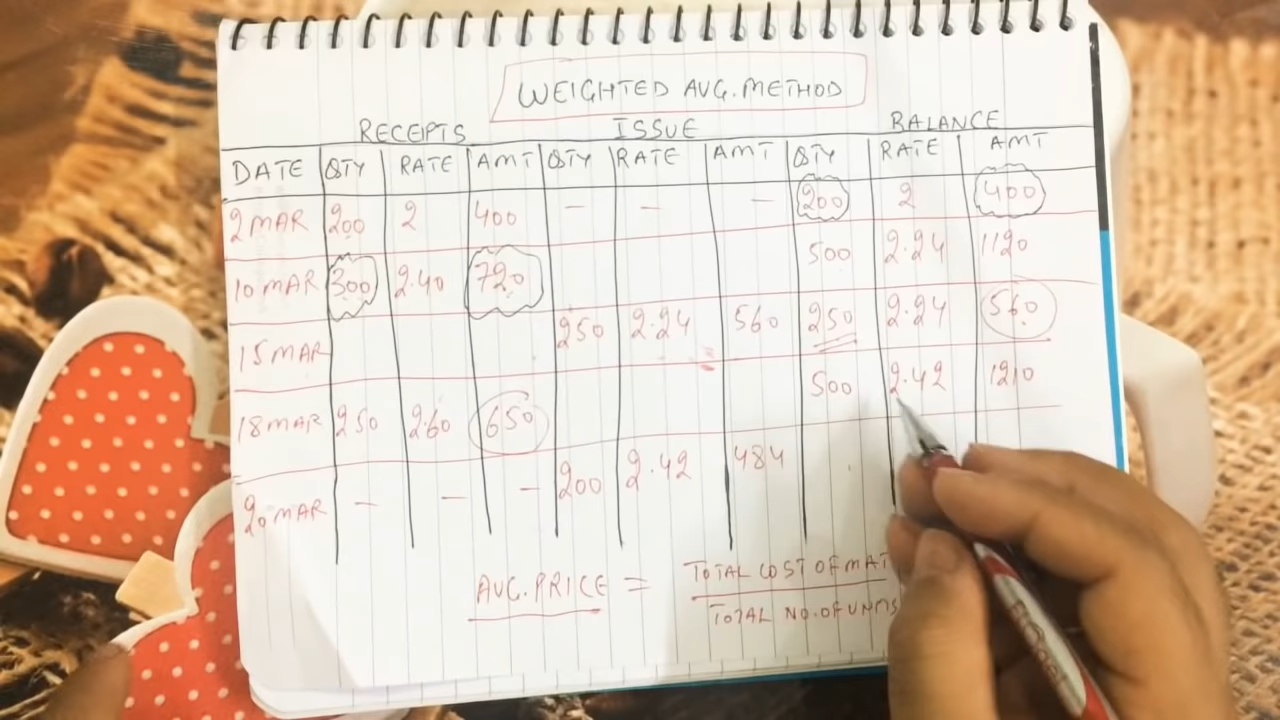 WEIGHTED AVG. METHOD
RECEIPTS ISSUE BALANCE
DATE QTY RATE AMT QTY RATE AMT QTY RATE AMT
2 MAR 200 2 400 — — — 200 2 400
10 MAR 300 2.40 720 500 2.24 1120
15 MAR 250 2.24 560 250 2.24 560
18 MAR 250 2.60 650 500 2.42 1210
20 MAR — — — 200 2.42 484
AVG. PRICE = TOTAL COST OF MAT
TOTAL NO. OF UNITS